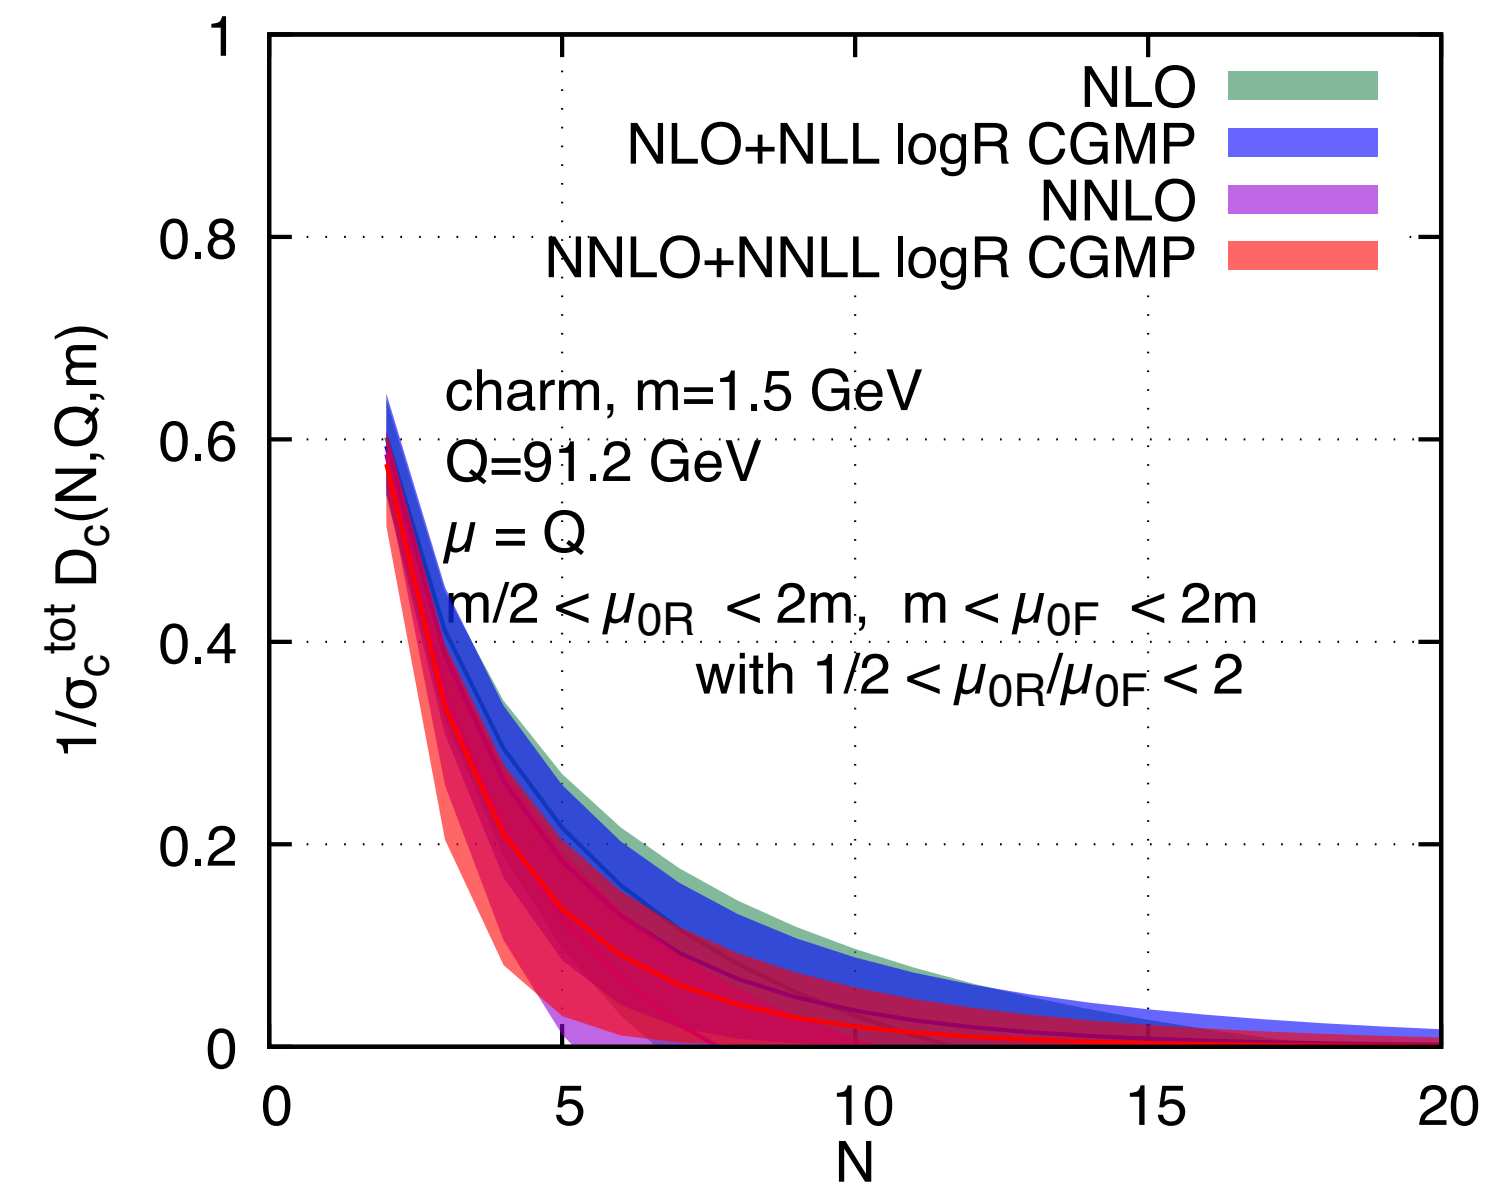 1
0.8
0.6
0.4
0.2
0
0 5 10 15 20
N
1/σc^tot Dc(N,Q,m)
NLO
NLO+NLL logR CGMP
NNLO
NNLO+NNLL logR CGMP
charm, m=1.5 GeV
Q=91.2 GeV
μ = Q
m/2 < μ0R < 2m, m < μ0F < 2m
with 1/2 < μ0R/μ0F < 2